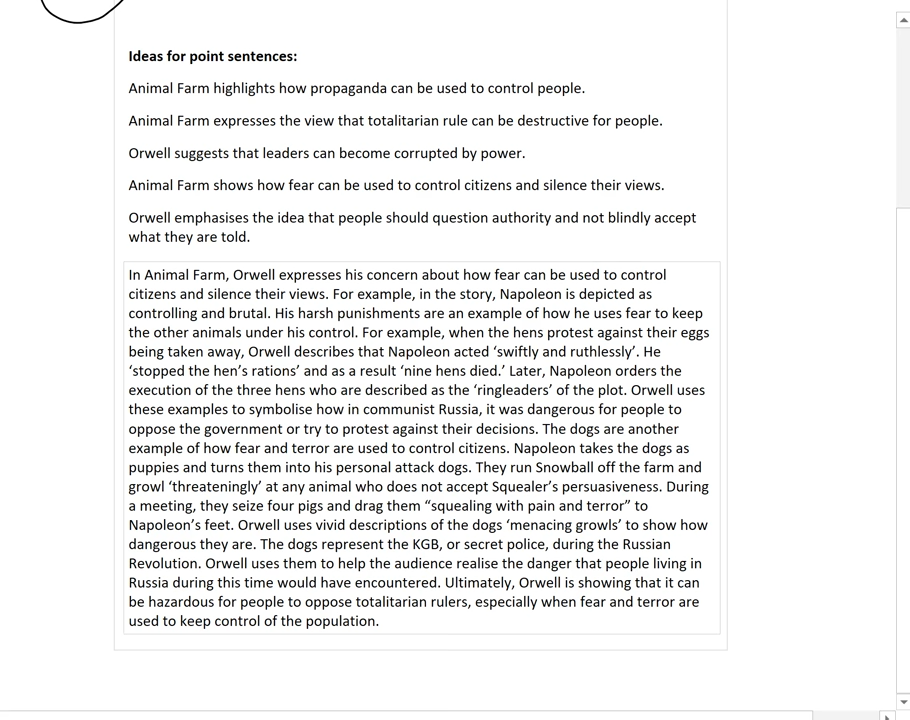 Ideas for point sentences:
Animal Farm highlights how propaganda can be used to control people.
Animal Farm expresses the view that totalitarian rule can be destructive for people.
Orwell suggests that leaders can become corrupted by power.
Animal Farm shows how fear can be used to control citizens and silence their views.
Orwell emphasises the idea that people should question authority and not blindly accept
what they are told.
In Animal Farm, Orwell expresses his concern about how fear can be used to control
citizens and silence their views. For example, in the story, Napoleon is depicted as
controlling and brutal. His harsh punishments are an example of how he uses fear to keep
the other animals under his control. For example, when the hens protest against their eggs
being taken away, Orwell describes that Napoleon acted ‘swiftly and ruthlessly’. He
‘stopped the hen’s rations’ and as a result ‘nine hens died.’ Later, Napoleon orders the
execution of the three hens who are described as the ‘ringleaders’ of the plot. Orwell uses
these examples to symbolise how in communist Russia, it was dangerous for people to
oppose the government or try to protest against their decisions. The dogs are another
example of how fear and terror are used to control citizens. Napoleon takes the dogs as
puppies and turns them into his personal attack dogs. They run Snowball off the farm and
growl ‘threateningly’ at any animal who does not accept Squealer’s persuasiveness. During
a meeting, they seize four pigs and drag them “squealing with pain and terror” to
Napoleon’s feet. Orwell uses vivid descriptions of the dogs ‘menacing growls’ to show how
dangerous they are. The dogs represent the KGB, or secret police, during the Russian
Revolution. Orwell uses them to help the audience realise the danger that people living in
Russia during this time would have encountered. Ultimately, Orwell is showing that it can
be hazardous for people to oppose totalitarian rulers, especially when fear and terror are
used to keep control of the population.